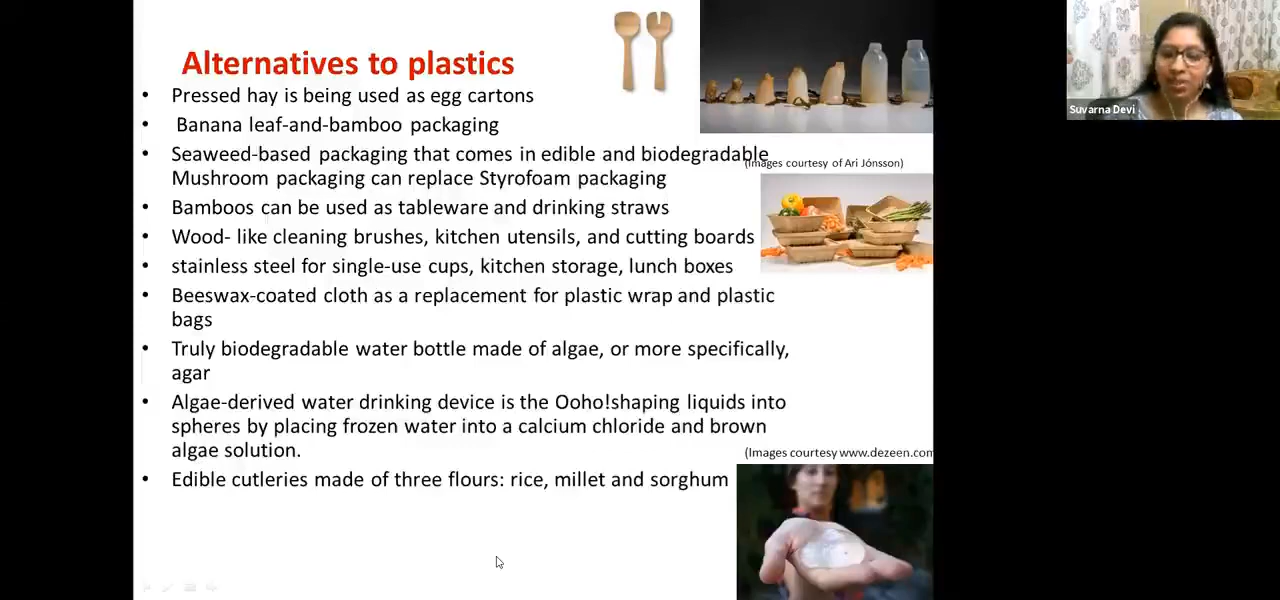 Alternatives to plastics
• Pressed hay is being used as egg cartons
• Banana leaf-and-bamboo packaging
• Seaweed-based packaging that comes in edible and biodegradable
Mushroom packaging can replace Styrofoam packaging
• Bamboos can be used as tableware and drinking straws
• Wood- like cleaning brushes, kitchen utensils, and cutting boards
• stainless steel for single-use cups, kitchen storage, lunch boxes
• Beeswax-coated cloth as a replacement for plastic wrap and plastic
bags
• Truly biodegradable water bottle made of algae, or more specifically,
agar
• Algae-derived water drinking device is the Ooho!shaping liquids into
spheres by placing frozen water into a calcium chloride and brown
algae solution.
• Edible cutleries made of three flours: rice, millet and sorghum
(Images courtesy of Ari Jónsson)
(Images courtesy www.dezeen.com
Suvarna Devi